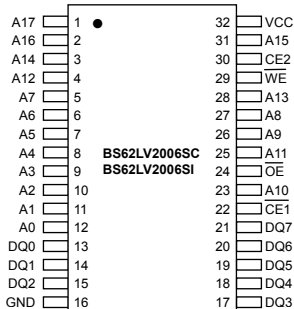 A17 1 32 VCC
A16 2 31 A15
A14 3 30 CE2
A12 4 29 WE
A7 5 28 A13
A6 6 27 A8
A5 7 26 A9
A4 8 BS62LV2006SC 25 A11
A3 9 BS62LV2006SI 24 OE
A2 10 23 A10
A1 11 22 CE1
A0 12 21 DQ7
DQ0 13 20 DQ6
DQ1 14 19 DQ5
DQ2 15 18 DQ4
GND 16 17 DQ3